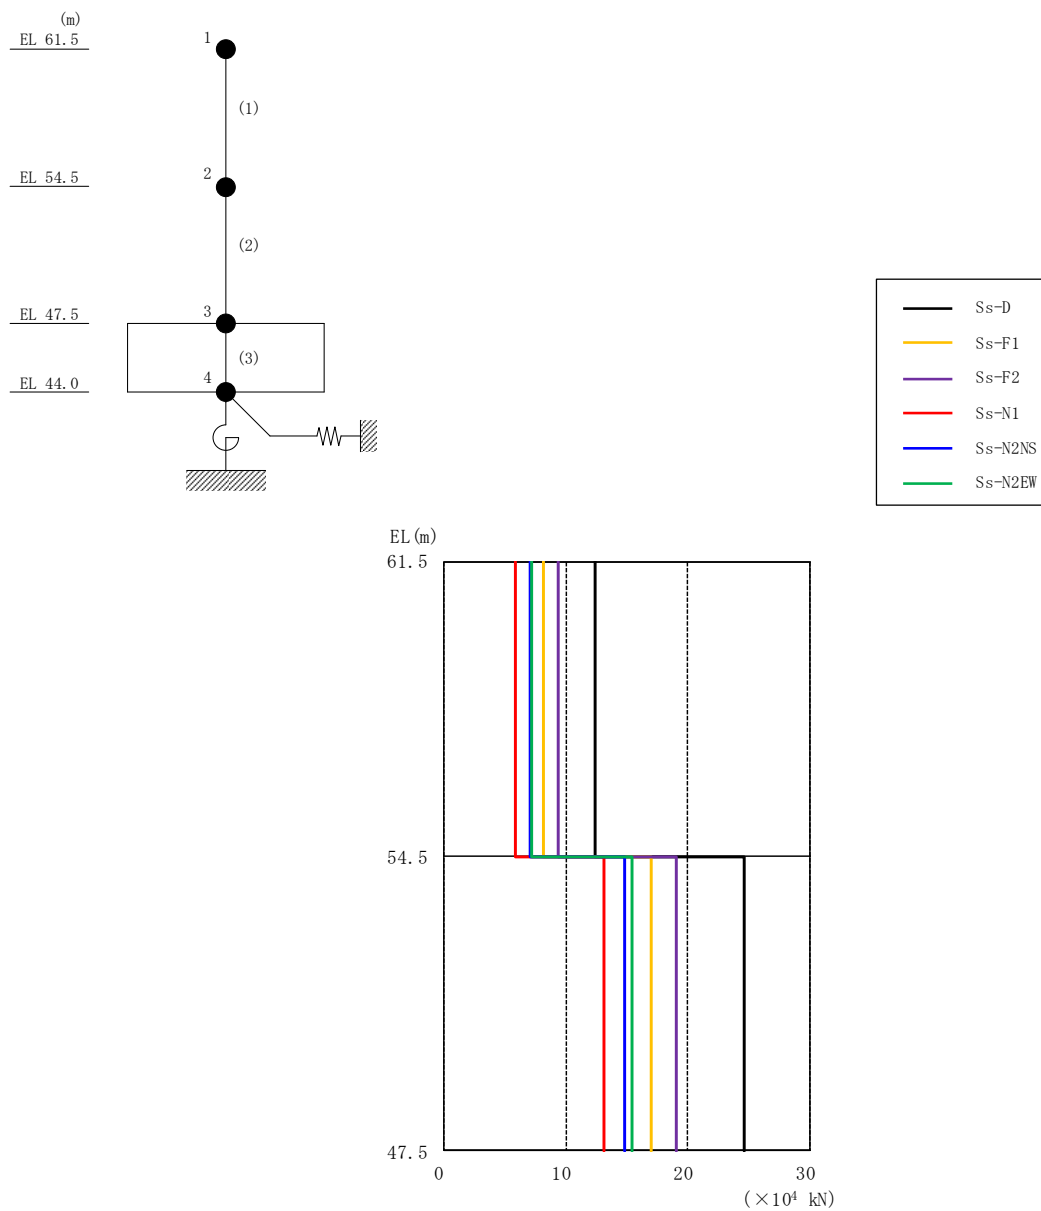 (m)
EL 61.5
1
(1)
EL 54.5
2
(2)
EL 47.5
3
(3)
EL 44.0
4
Ss-D
Ss-F1
Ss-F2
Ss-N1
Ss-N2NS
Ss-N2EW
EL(m)
61.5
54.5
47.5
0 10 20 30
(×10⁴ kN)